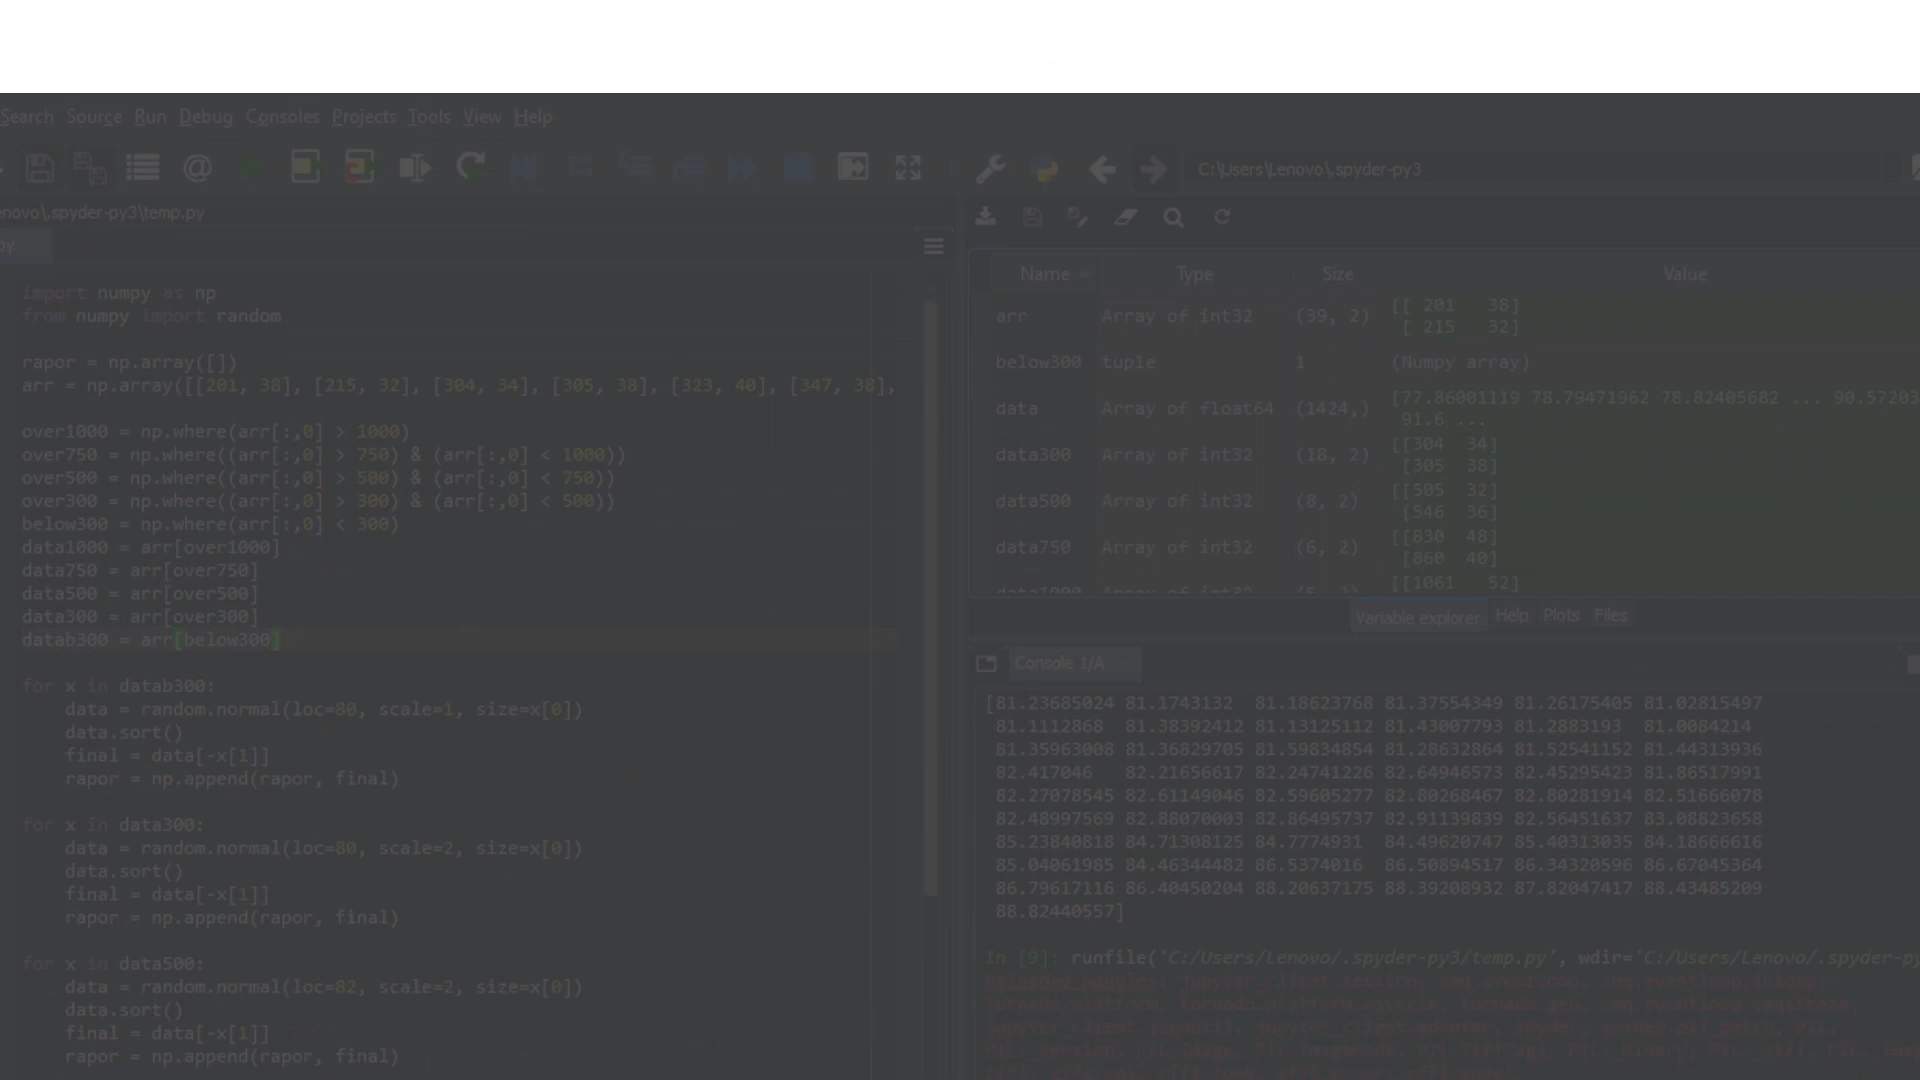 Search Source Run Debug Consoles Projects Tools View Help
C:\Users\Lenovo\.spyder-py3
enovo\.spyder-py3\temp.py
py
import numpy as np
from numpy import random
rapor = np.array([])
arr = np.array([[201, 38], [215, 32], [304, 34], [305, 38], [323, 40], [347, 38],
over1000 = np.where(arr[:,0] > 1000)
over750 = np.where((arr[:,0] > 750) & (arr[:,0] < 1000))
over500 = np.where((arr[:,0] > 500) & (arr[:,0] < 750))
over300 = np.where((arr[:,0] > 300) & (arr[:,0] < 500))
below300 = np.where(arr[:,0] < 300)
data1000 = arr[over1000]
data750 = arr[over750]
data500 = arr[over500]
data300 = arr[over300]
datab300 = arr[below300]
for x in datab300:
data = random.normal(loc=80, scale=1, size=x[0])
data.sort()
final = data[-x[1]]
rapor = np.append(rapor, final)
for x in data300:
data = random.normal(loc=80, scale=2, size=x[0])
data.sort()
final = data[-x[1]]
rapor = np.append(rapor, final)
for x in data500:
data = random.normal(loc=82, scale=2, size=x[0])
data.sort()
final = data[-x[1]]
rapor = np.append(rapor, final)
Name Type Size Value
arr Array of int32 (39, 2) [[ 201 38]
[ 215 32]
below300 tuple 1 (Numpy array)
data Array of float64 (1424,) [77.86001119 78.79471962 78.82405682 ... 90.57203
91.6 ...
data300 Array of int32 (18, 2) [[304 34]
[305 38]
data500 Array of int32 (8, 2) [[505 32]
[546 36]
data750 Array of int32 (6, 2) [[830 48]
[860 40]
data1000 Array of int32 (5, 2) [[1061 52]
Variable explorer Help Plots Files
Console 1/A
[81.23685024 81.1743132 81.18623768 81.37554349 81.26175405 81.02815497
81.1112868 81.38392412 81.13125112 81.43007793 81.2883193 81.0084214
81.35963008 81.36829705 81.59834854 81.28632864 81.52541152 81.44313936
82.417046 82.21656617 82.24741226 82.64946573 82.45295423 81.86517991
82.27078545 82.61149046 82.59605277 82.80268467 82.80281914 82.51666078
82.48997569 82.88070003 82.86495737 82.91139839 82.56451637 83.08823658
85.23840818 84.71308125 84.7774931 84.49620747 85.40313035 84.18666616
85.04061985 84.46344482 86.5374016 86.50894517 86.34320596 86.67045364
86.79617116 86.40450204 88.20637175 88.39208932 87.82047417 88.43485209
88.82440557]
In [9]: runfile('C:/Users/Lenovo/.spyder-py3/temp.py', wdir='C:/Users/Lenovo/.spyder-py